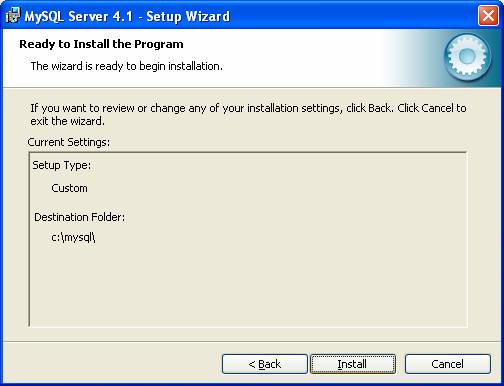 MySQL Server 4.1 - Setup Wizard
Ready to Install the Program
The wizard is ready to begin installation.
If you want to review or change any of your installation settings, click Back. Click Cancel to
exit the wizard.
Current Settings:
Setup Type:
Custom
Destination Folder:
c:\mysql\
< Back
Install
Cancel